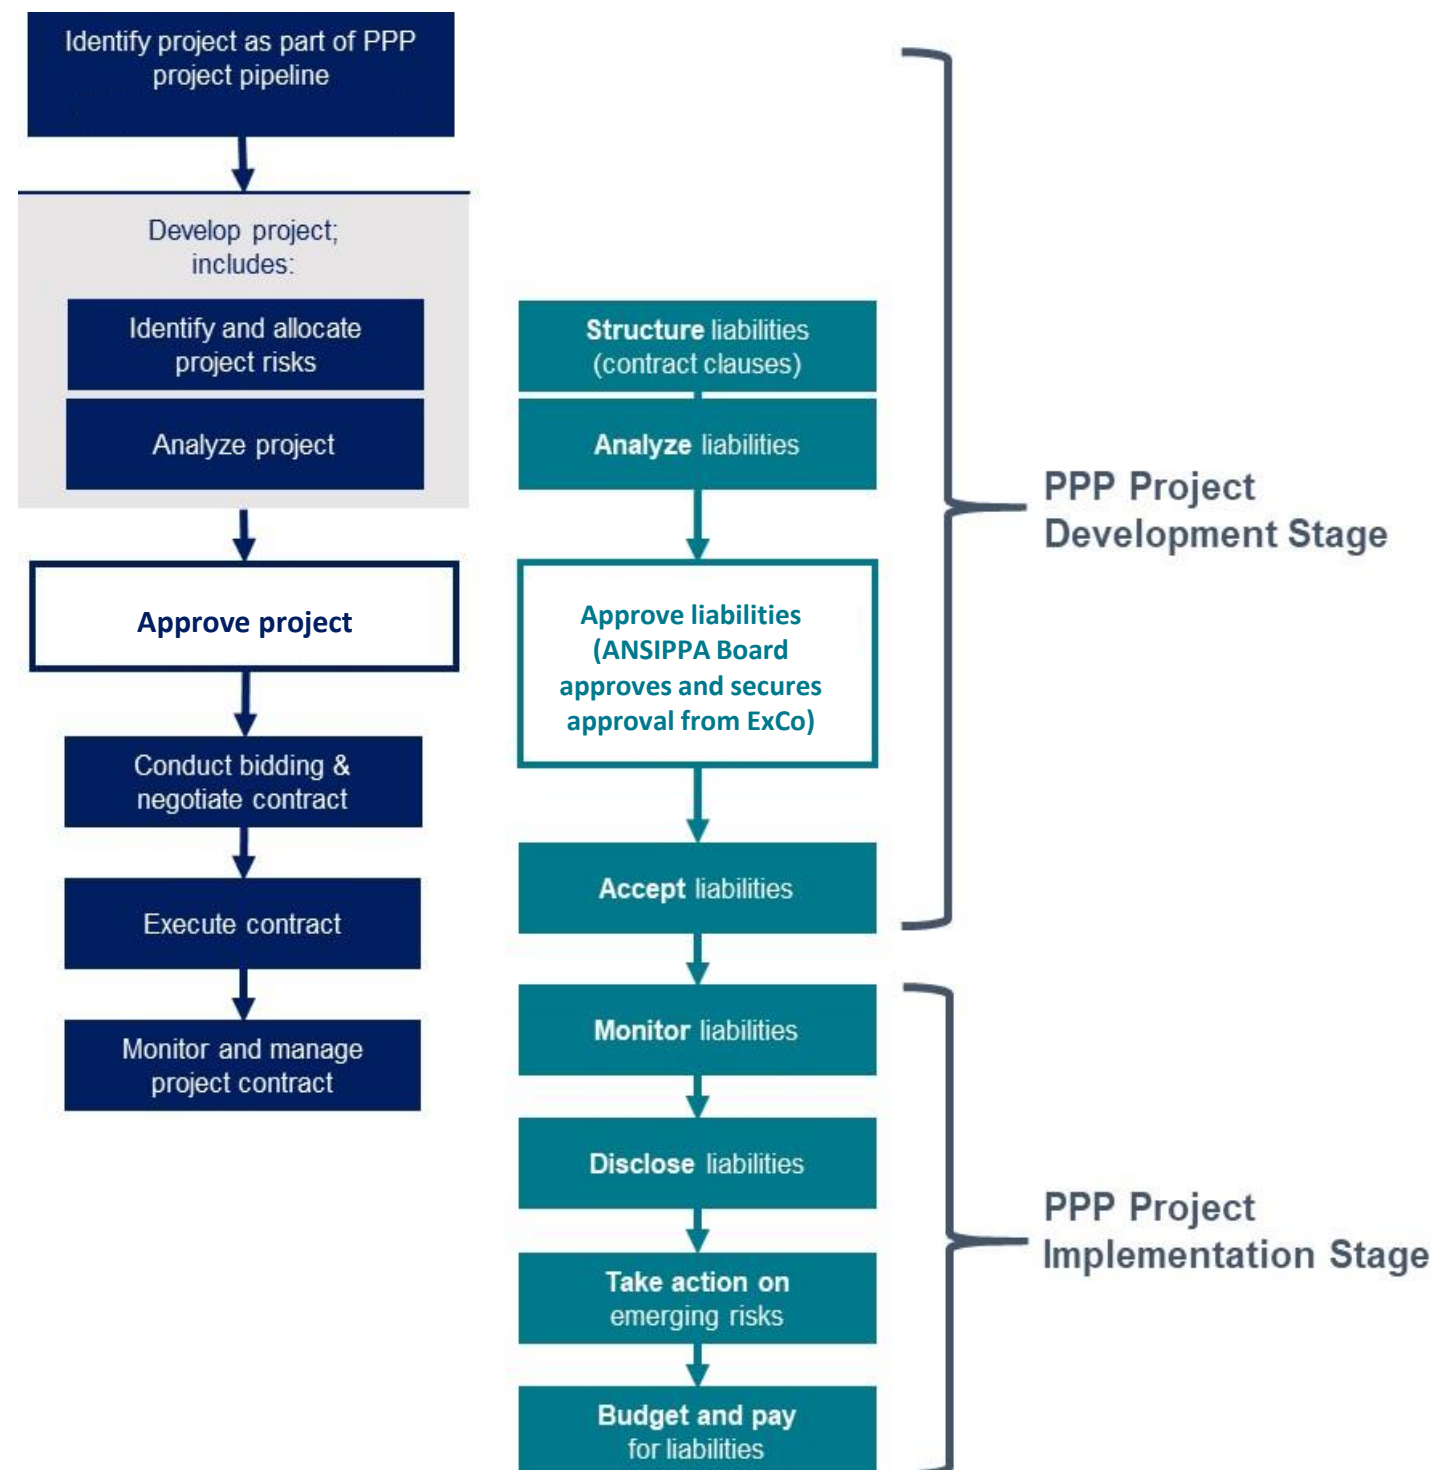 Identify project as part of PPP
project pipeline
Develop project;
includes:
Identify and allocate
project risks
Analyze project
Approve project
Conduct bidding &
negotiate contract
Execute contract
Monitor and manage
project contract
Structure liabilities
(contract clauses)
Analyze liabilities
Approve liabilities
(ANSIPPA Board
approves and secures
approval from ExCo)
Accept liabilities
Monitor liabilities
Disclose liabilities
Take action on
emerging risks
Budget and pay
for liabilities
PPP Project
Development Stage
PPP Project
Implementation Stage